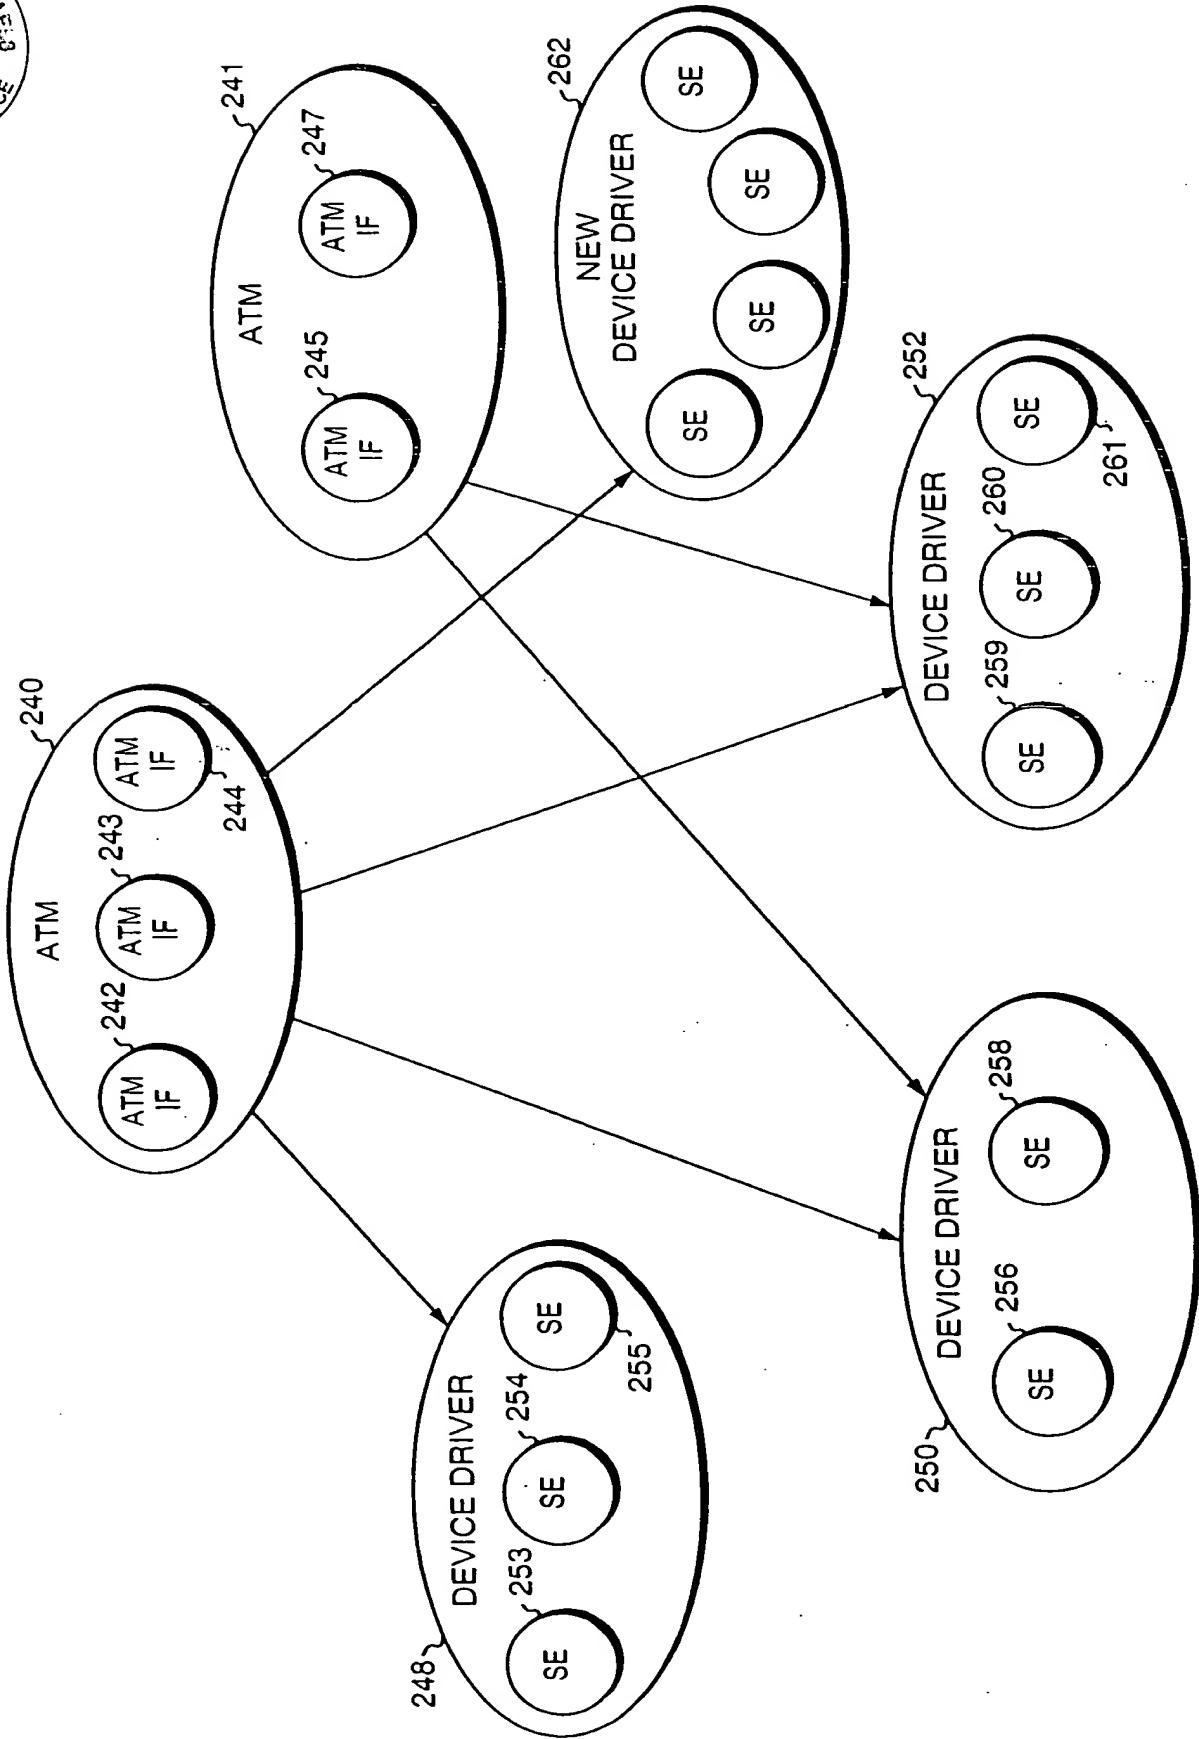 240
ATM
242
ATM
IF
243
ATM
IF
ATM
IF
244
241
ATM
245
ATM
IF
247
ATM
IF
248
DEVICE DRIVER
253
SE
254
SE
SE
255
262
NEW
DEVICE DRIVER
SE
SE
SE
SE
250
DEVICE DRIVER
256
SE
258
SE
252
DEVICE DRIVER
259
SE
260
SE
SE
261